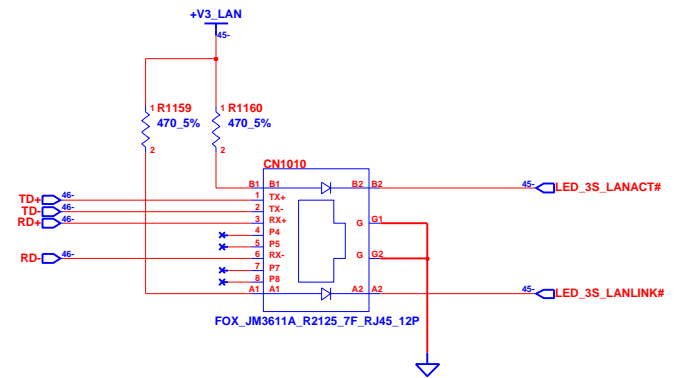 +V3_LAN
45-
1 R1159 1 R1160
470_5% 470_5%
2 2
CN1010
B1 B1 B2 B2 45- LED_3S_LANACT#
TD+ 46- 1 TX+
TD- 46- 2 TX-
RD+ 46- 3 RX+ G G1
4 P4
5 P5
RD- 46- 6 RX- G G2
7 P7
8 P8
A1 A1 A2 A2 45- LED_3S_LANLINK#
FOX_JM3611A_R2125_7F_RJ45_12P